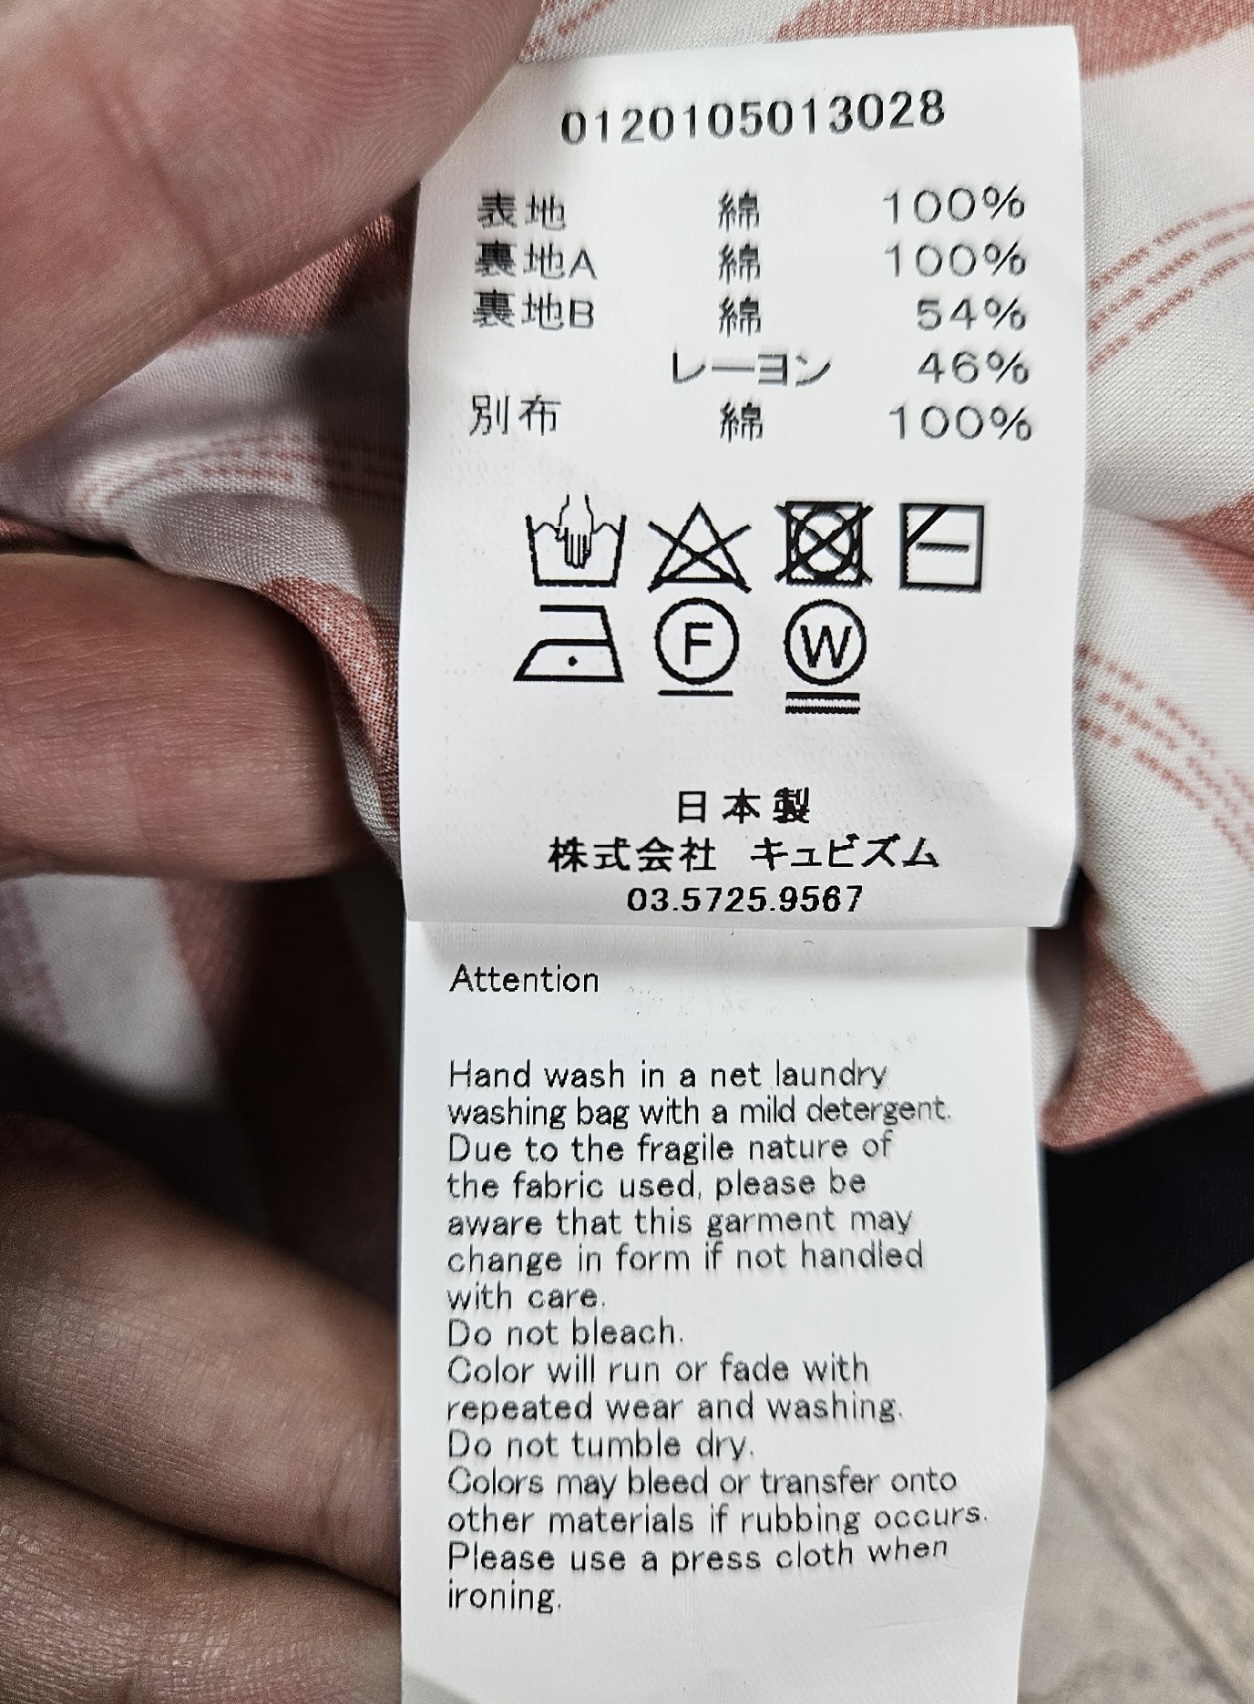 0120105013028
表地 綿 100%
裏地A 綿 100%
裏地B 綿 54%
レーヨン 46%
別布 綿 100%
F W
日本製
株式会社 キュビズム
03.5725.9567
Attention
Hand wash in a net laundry
washing bag with a mild detergent.
Due to the fragile nature of
the fabric used, please be
aware that this garment may
change in form if not handled
with care.
Do not bleach.
Color will run or fade with
repeated wear and washing.
Do not tumble dry.
Colors may bleed or transfer onto
other materials if rubbing occurs.
Please use a press cloth when
ironing.